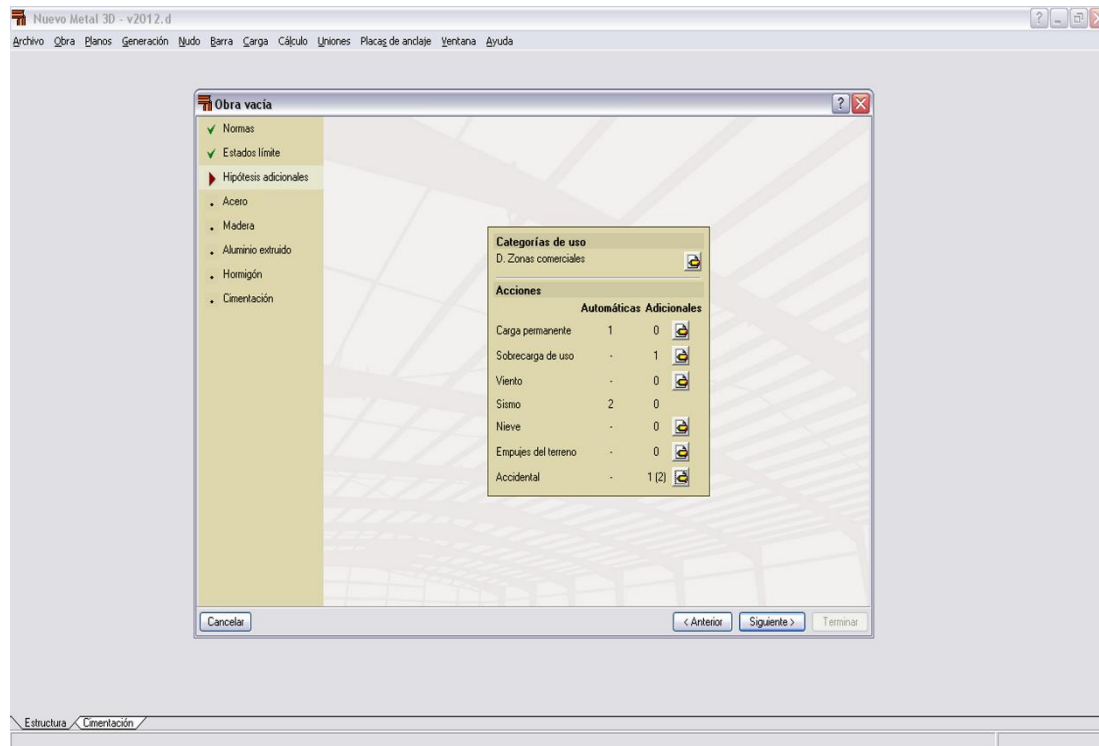 Nuevo Metal 3D - v2012.d
Archivo Obra Planos Generación Nudo Barra Carga Cálculo Uniones Placas de anclaje Ventana Ayuda
Obra vacía
Normas
Estados límite
Hipótesis adicionales
Acero
Madera
Aluminio extruido
Hormigón
Cimentación
Categorías de uso
D. Zonas comerciales
Acciones
Automáticas Adicionales
Carga permanente 1 0
Sobrecarga de uso - 1
Viento - 0
Sismo 2 0
Nieve - 0
Empujes del terreno - 0
Accidental - 1 (2)
Cancelar < Anterior Siguiente > Terminar
Estructura Cimentación